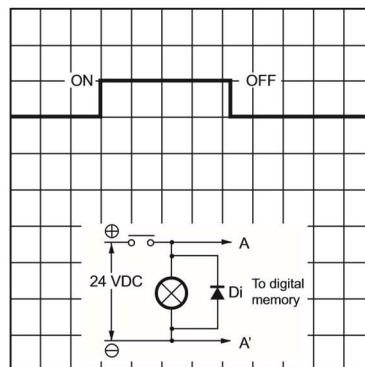 ON OFF
⊕
A
24 VDC
Di
To digital
memory
⊖
A'